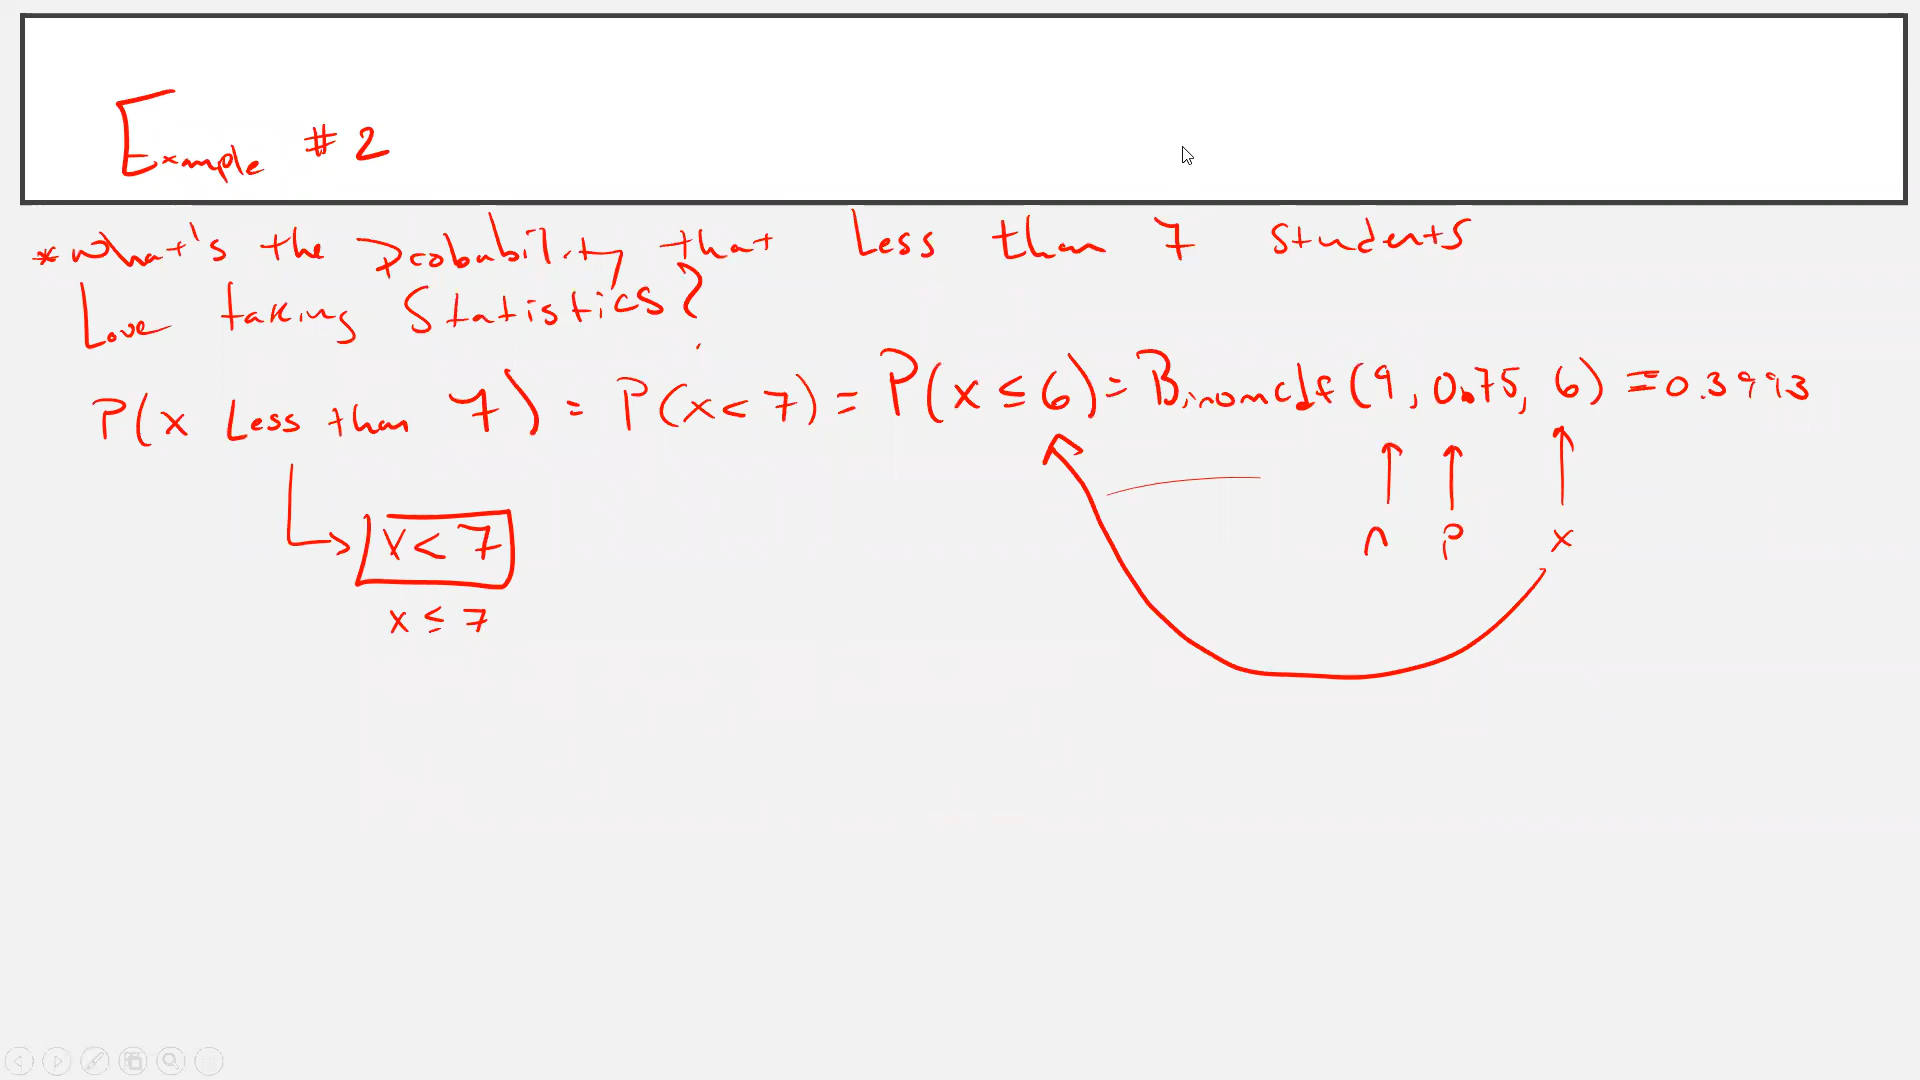 Example #2
*What's the Probability that Less than 7 students
Love taking Statistics?
P(x Less than 7) = P(x<7) = P(x ≤ 6) = Binomcdf(9, 0.75, 6) = 0.3993
n P x
x < 7
x ≤ 7